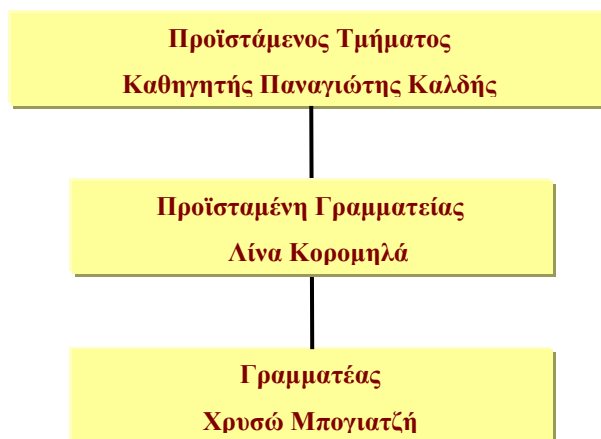 Προϊστάμενος Τμήματος
Καθηγητής Παναγιώτης Καλδής
Προϊσταμένη Γραμματείας
Λίνα Κορομηλά
Γραμματέας
Χρυσώ Μπογιατζή